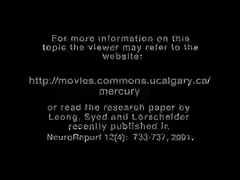 For more information on this
topic the viewer may refer to the
website:
http://movies.commons.ucalgary.ca/
mercury
or read the research paper by
Leong, Syed and Lorscheider
recently published in,
NeuroReport 12(4): 733-737, 2001.